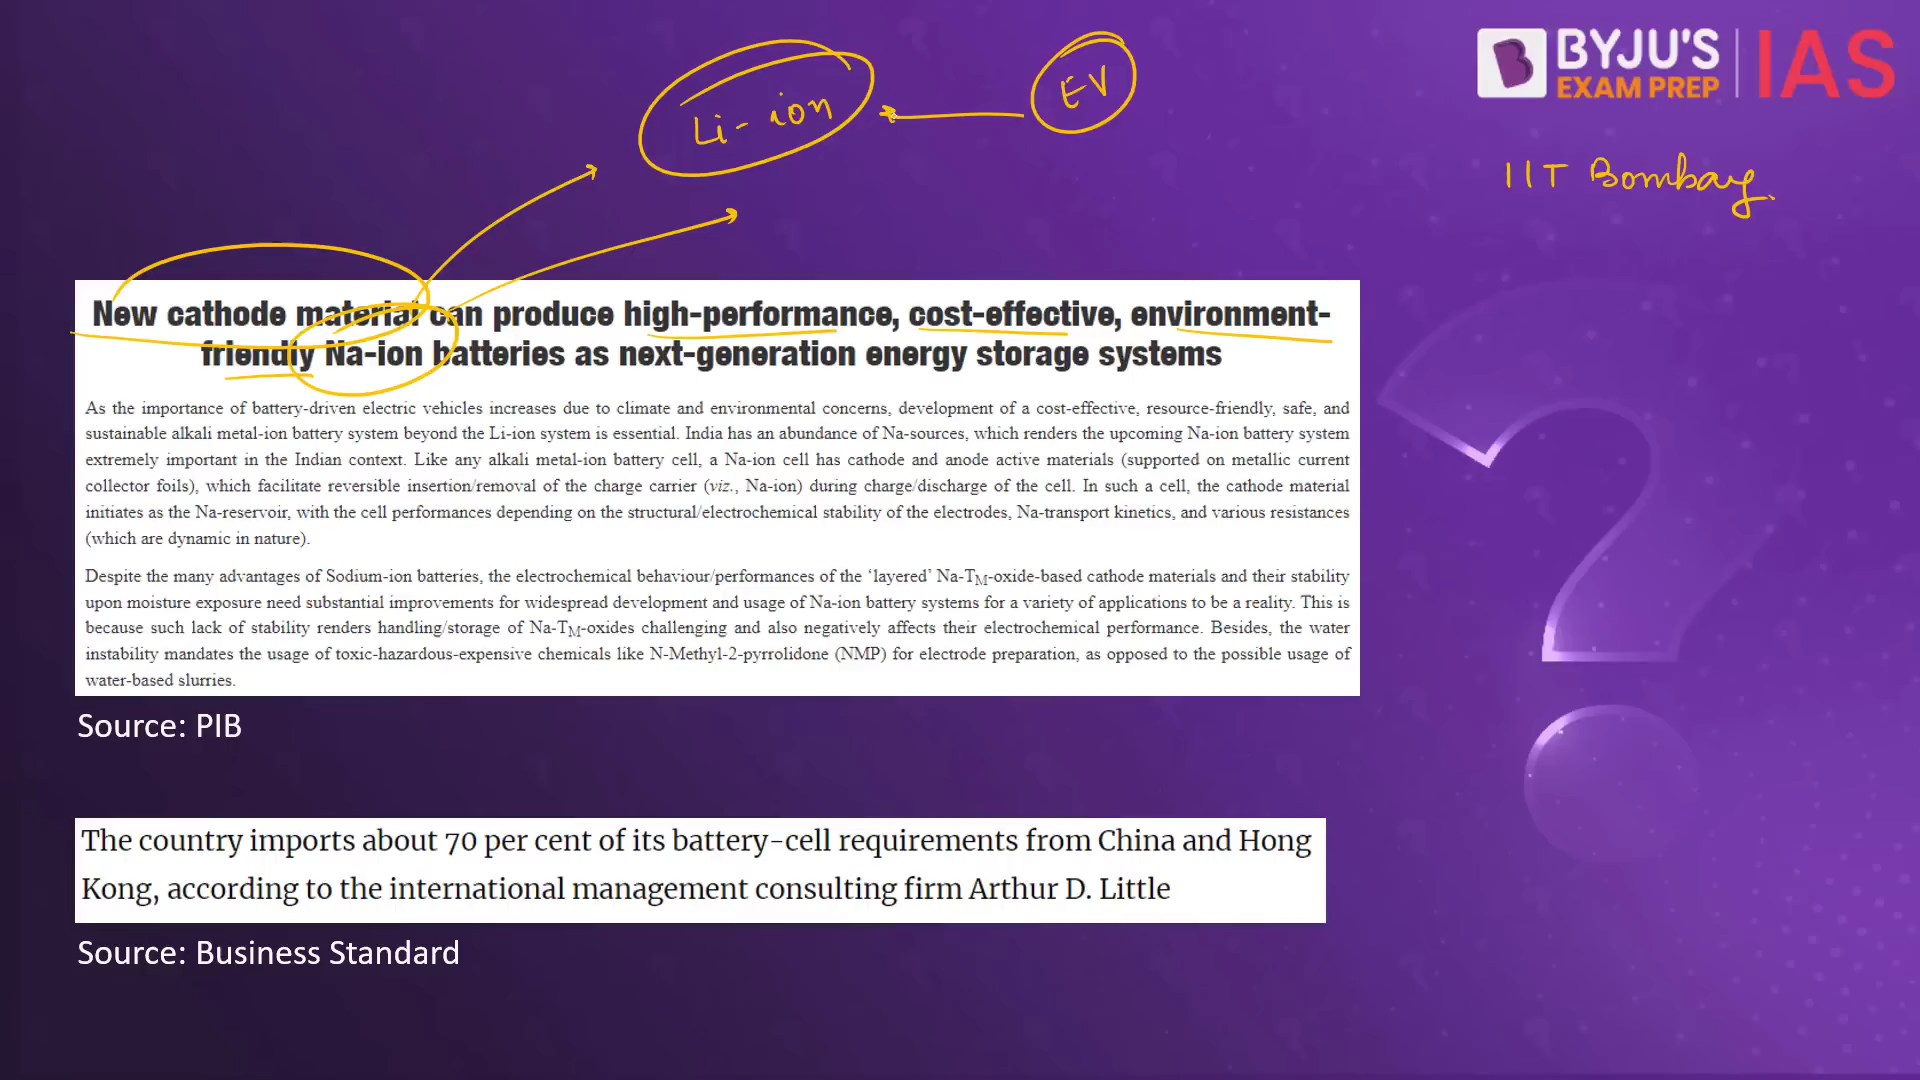 BYJU'S
EXAM PREP
IAS
Li-ion
EV
IIT Bombay
New cathode material can produce high-performance, cost-effective, environment-
friendly Na-ion batteries as next-generation energy storage systems
As the importance of battery-driven electric vehicles increases due to climate and environmental concerns, development of a cost-effective, resource-friendly, safe, and
sustainable alkali metal-ion battery system beyond the Li-ion system is essential. India has an abundance of Na-sources, which renders the upcoming Na-ion battery system
extremely important in the Indian context. Like any alkali metal-ion battery cell, a Na-ion cell has cathode and anode active materials (supported on metallic current
collector foils), which facilitate reversible insertion/removal of the charge carrier (viz., Na-ion) during charge/discharge of the cell. In such a cell, the cathode material
initiates as the Na-reservoir, with the cell performances depending on the structural/electrochemical stability of the electrodes, Na-transport kinetics, and various resistances
(which are dynamic in nature).
Despite the many advantages of Sodium-ion batteries, the electrochemical behaviour/performances of the ‘layered’ Na-TM-oxide-based cathode materials and their stability
upon moisture exposure need substantial improvements for widespread development and usage of Na-ion battery systems for a variety of applications to be a reality. This is
because such lack of stability renders handling/storage of Na-TM-oxides challenging and also negatively affects their electrochemical performance. Besides, the water
instability mandates the usage of toxic-hazardous-expensive chemicals like N-Methyl-2-pyrrolidone (NMP) for electrode preparation, as opposed to the possible usage of
water-based slurries.
Source: PIB
The country imports about 70 per cent of its battery-cell requirements from China and Hong
Kong, according to the international management consulting firm Arthur D. Little
Source: Business Standard